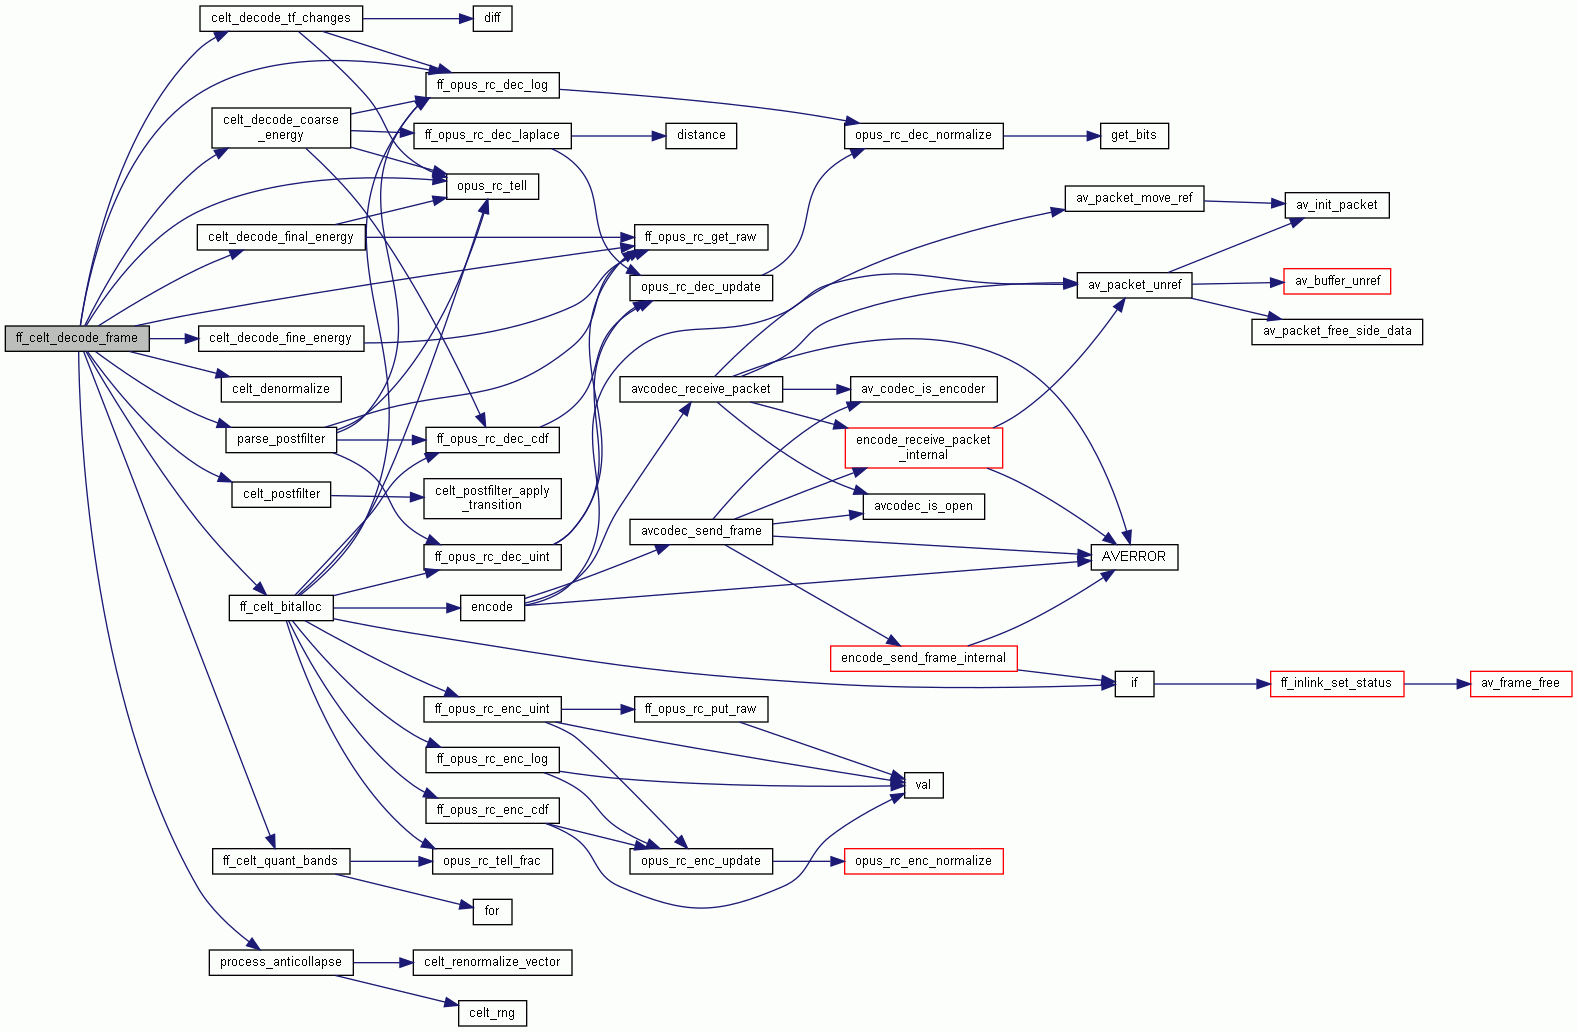 celt_decode_tf_changes
diff
ff_opus_rc_dec_log
celt_decode_coarse
_energy
ff_opus_rc_dec_laplace
distance
opus_rc_dec_normalize
get_bits
opus_rc_tell
av_packet_move_ref
av_init_packet
celt_decode_final_energy
ff_opus_rc_get_raw
opus_rc_dec_update
av_packet_unref
av_buffer_unref
av_packet_free_side_data
ff_celt_decode_frame
celt_decode_fine_energy
celt_denormalize
avcodec_receive_packet
av_codec_is_encoder
parse_postfilter
ff_opus_rc_dec_cdf
encode_receive_packet
_internal
celt_postfilter
celt_postfilter_apply
_transition
avcodec_is_open
avcodec_send_frame
ff_opus_rc_dec_uint
AVERROR
ff_celt_bitalloc
encode
encode_send_frame_internal
if
ff_inlink_set_status
av_frame_free
ff_opus_rc_enc_uint
ff_opus_rc_put_raw
ff_opus_rc_enc_log
val
ff_opus_rc_enc_cdf
ff_celt_quant_bands
opus_rc_tell_frac
opus_rc_enc_update
opus_rc_enc_normalize
for
process_anticollapse
celt_renormalize_vector
celt_rng